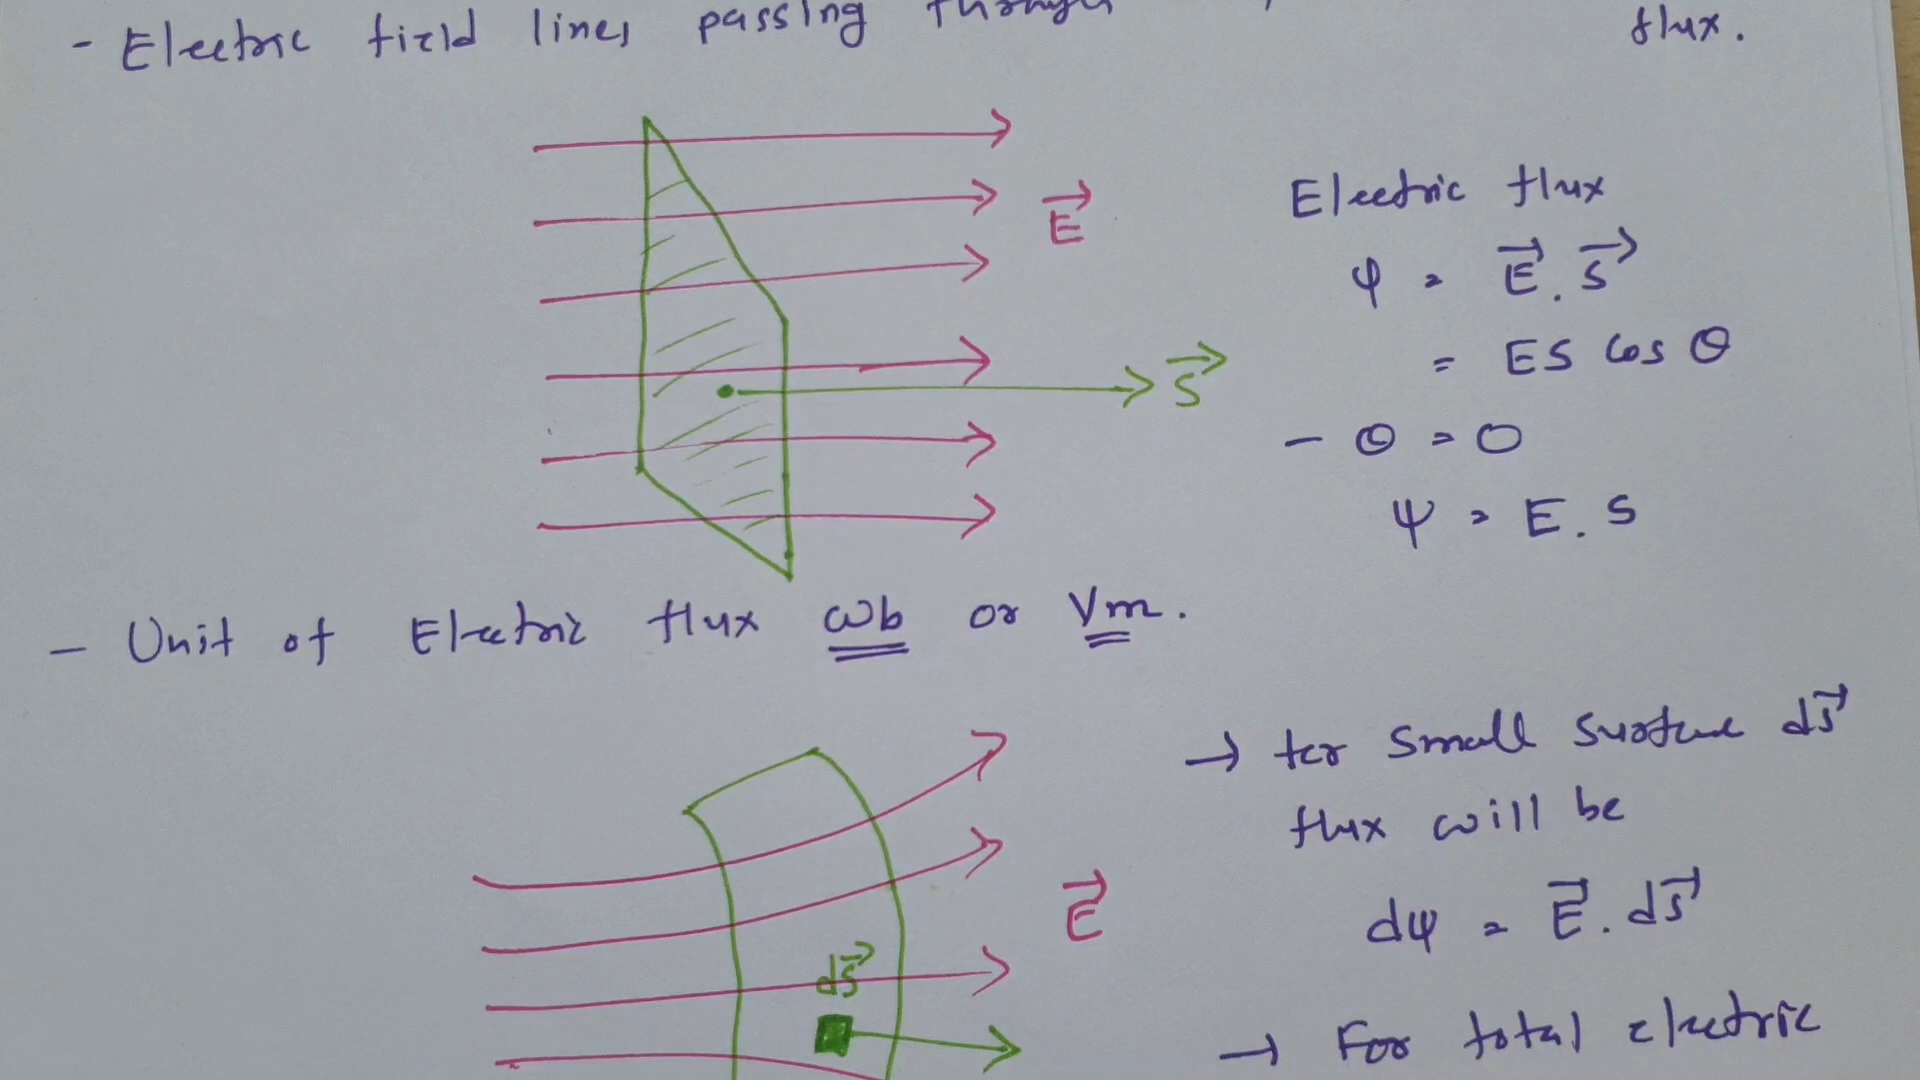 - Electric field lines passing through flux.
E⃗
Electric flux
ψ = E⃗ . S⃗
= ES cos θ
S⃗
- θ = 0
ψ = E . S
- Unit of Electric flux wb or Vm.
→ for small surface dS⃗
flux will be
E⃗
dψ = E⃗ . dS⃗
dS⃗
→ For total electric